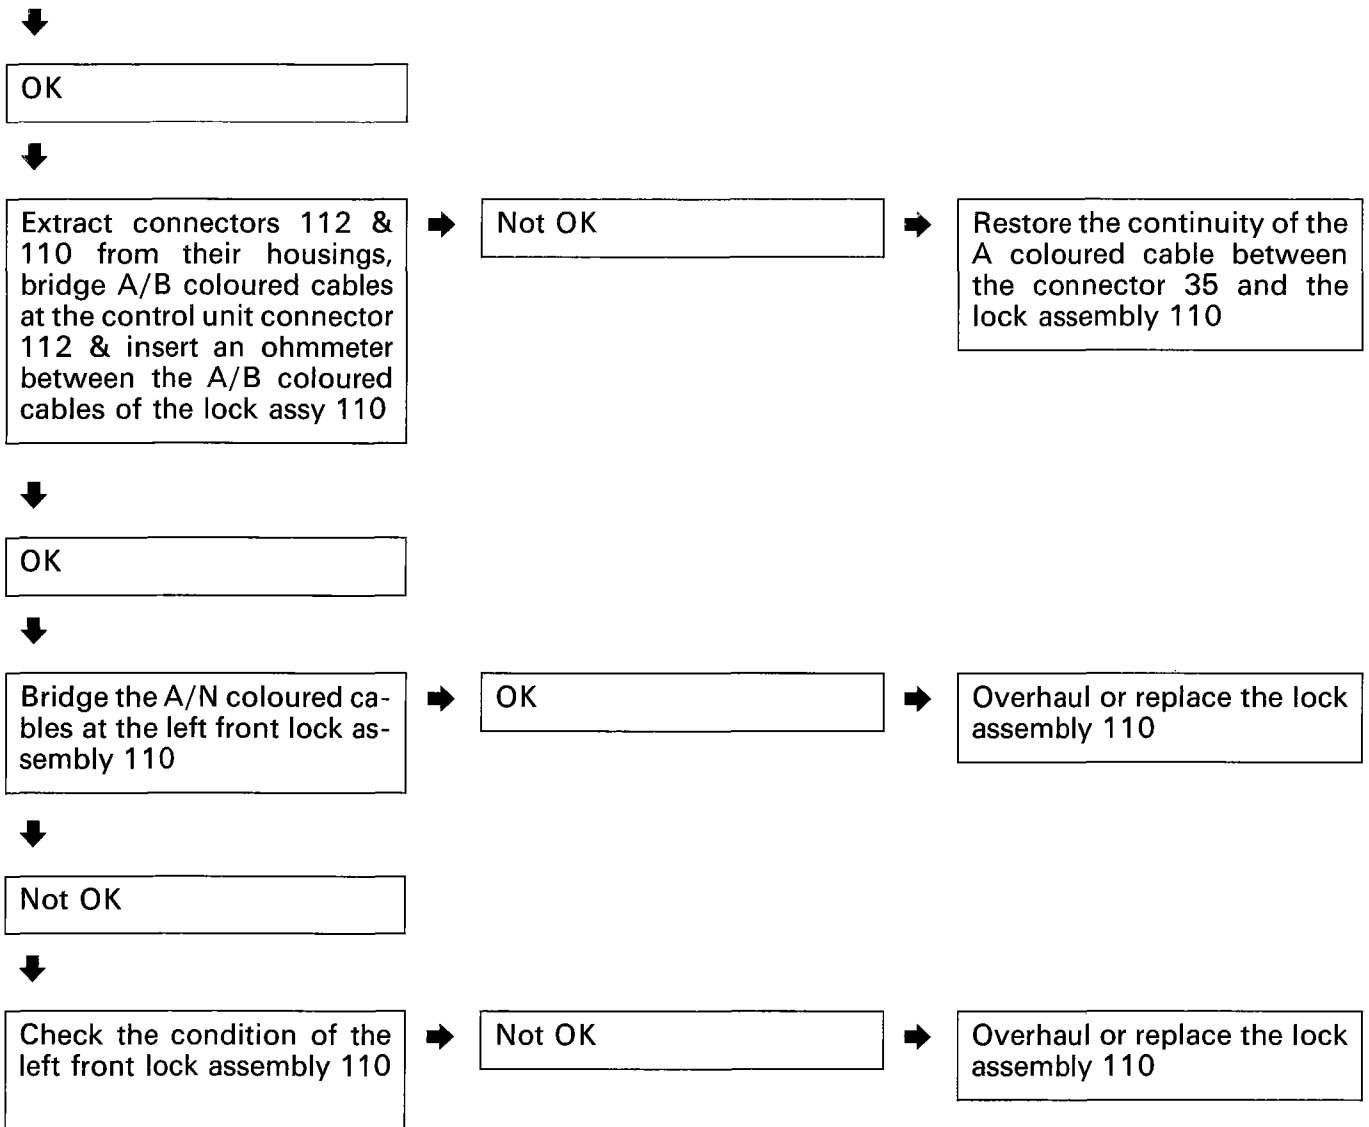 OK
Extract connectors 112 &
110 from their housings,
bridge A/B coloured cables
at the control unit connector
112 & insert an ohmmeter
between the A/B coloured
cables of the lock assy 110
Not OK
Restore the continuity of the
A coloured cable between
the connector 35 and the
lock assembly 110
OK
Bridge the A/N coloured ca-
bles at the left front lock as-
sembly 110
OK
Overhaul or replace the lock
assembly 110
Not OK
Check the condition of the
left front lock assembly 110
Not OK
Overhaul or replace the lock
assembly 110